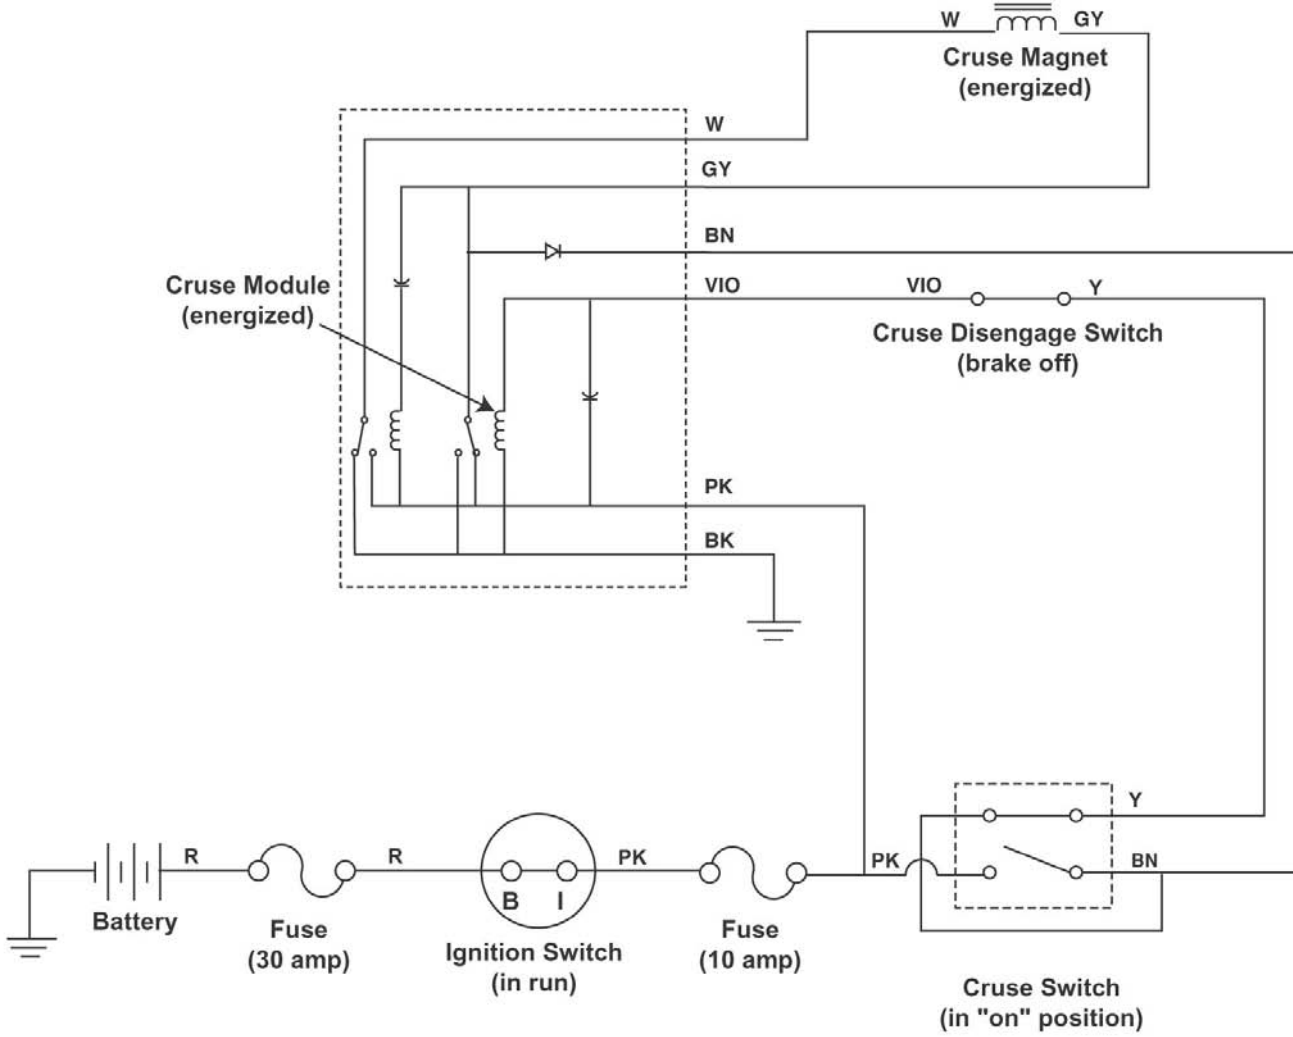 W
GY
Cruse Magnet
(energized)
W
GY
BN
Cruse Module
(energized)
VIO
VIO
Y
Cruse Disengage Switch
(brake off)
PK
BK
Y
R
R
PK
PK
BN
B
I
Battery
Fuse
(30 amp)
Ignition Switch
(in run)
Fuse
(10 amp)
Cruse Switch
(in "on" position)